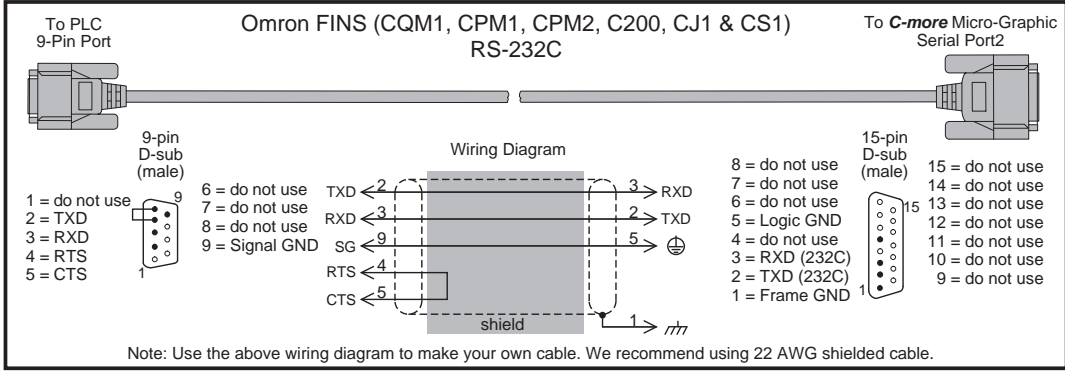 Omron FINS (CQM1, CPM1, CPM2, C200, CJ1 & CS1)
RS-232C
To PLC
9-Pin Port
To C-more Micro-Graphic
Serial Port2
9-pin
D-sub
(male)
1 = do not use
2 = TXD
3 = RXD
4 = RTS
5 = CTS
9
1
6 = do not use
7 = do not use
8 = do not use
9 = Signal GND
Wiring Diagram
TXD 2 3 RXD
RXD 3 2 TXD
SG 9 5
RTS 4
CTS 5
shield
1
8 = do not use
7 = do not use
6 = do not use
5 = Logic GND
4 = do not use
3 = RXD (232C)
2 = TXD (232C)
1 = Frame GND
15-pin
D-sub
(male)
15
1
15 = do not use
14 = do not use
13 = do not use
12 = do not use
11 = do not use
10 = do not use
9 = do not use
Note: Use the above wiring diagram to make your own cable. We recommend using 22 AWG shielded cable.